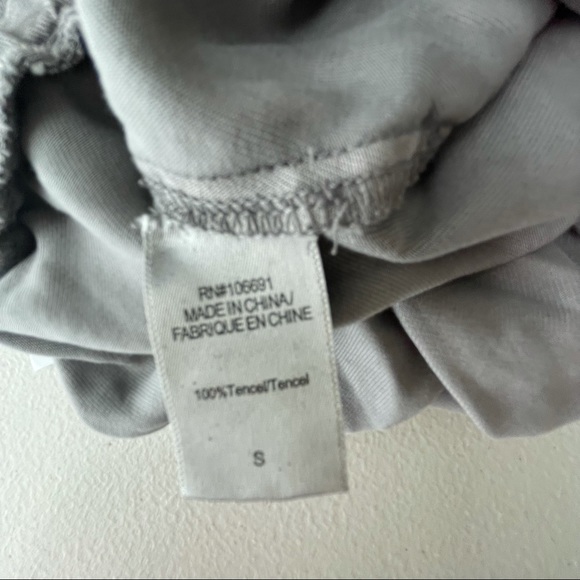 RN#106691
MADE IN CHINA/
FABRIQUE EN CHINE
100%Tencel/Tencel
S